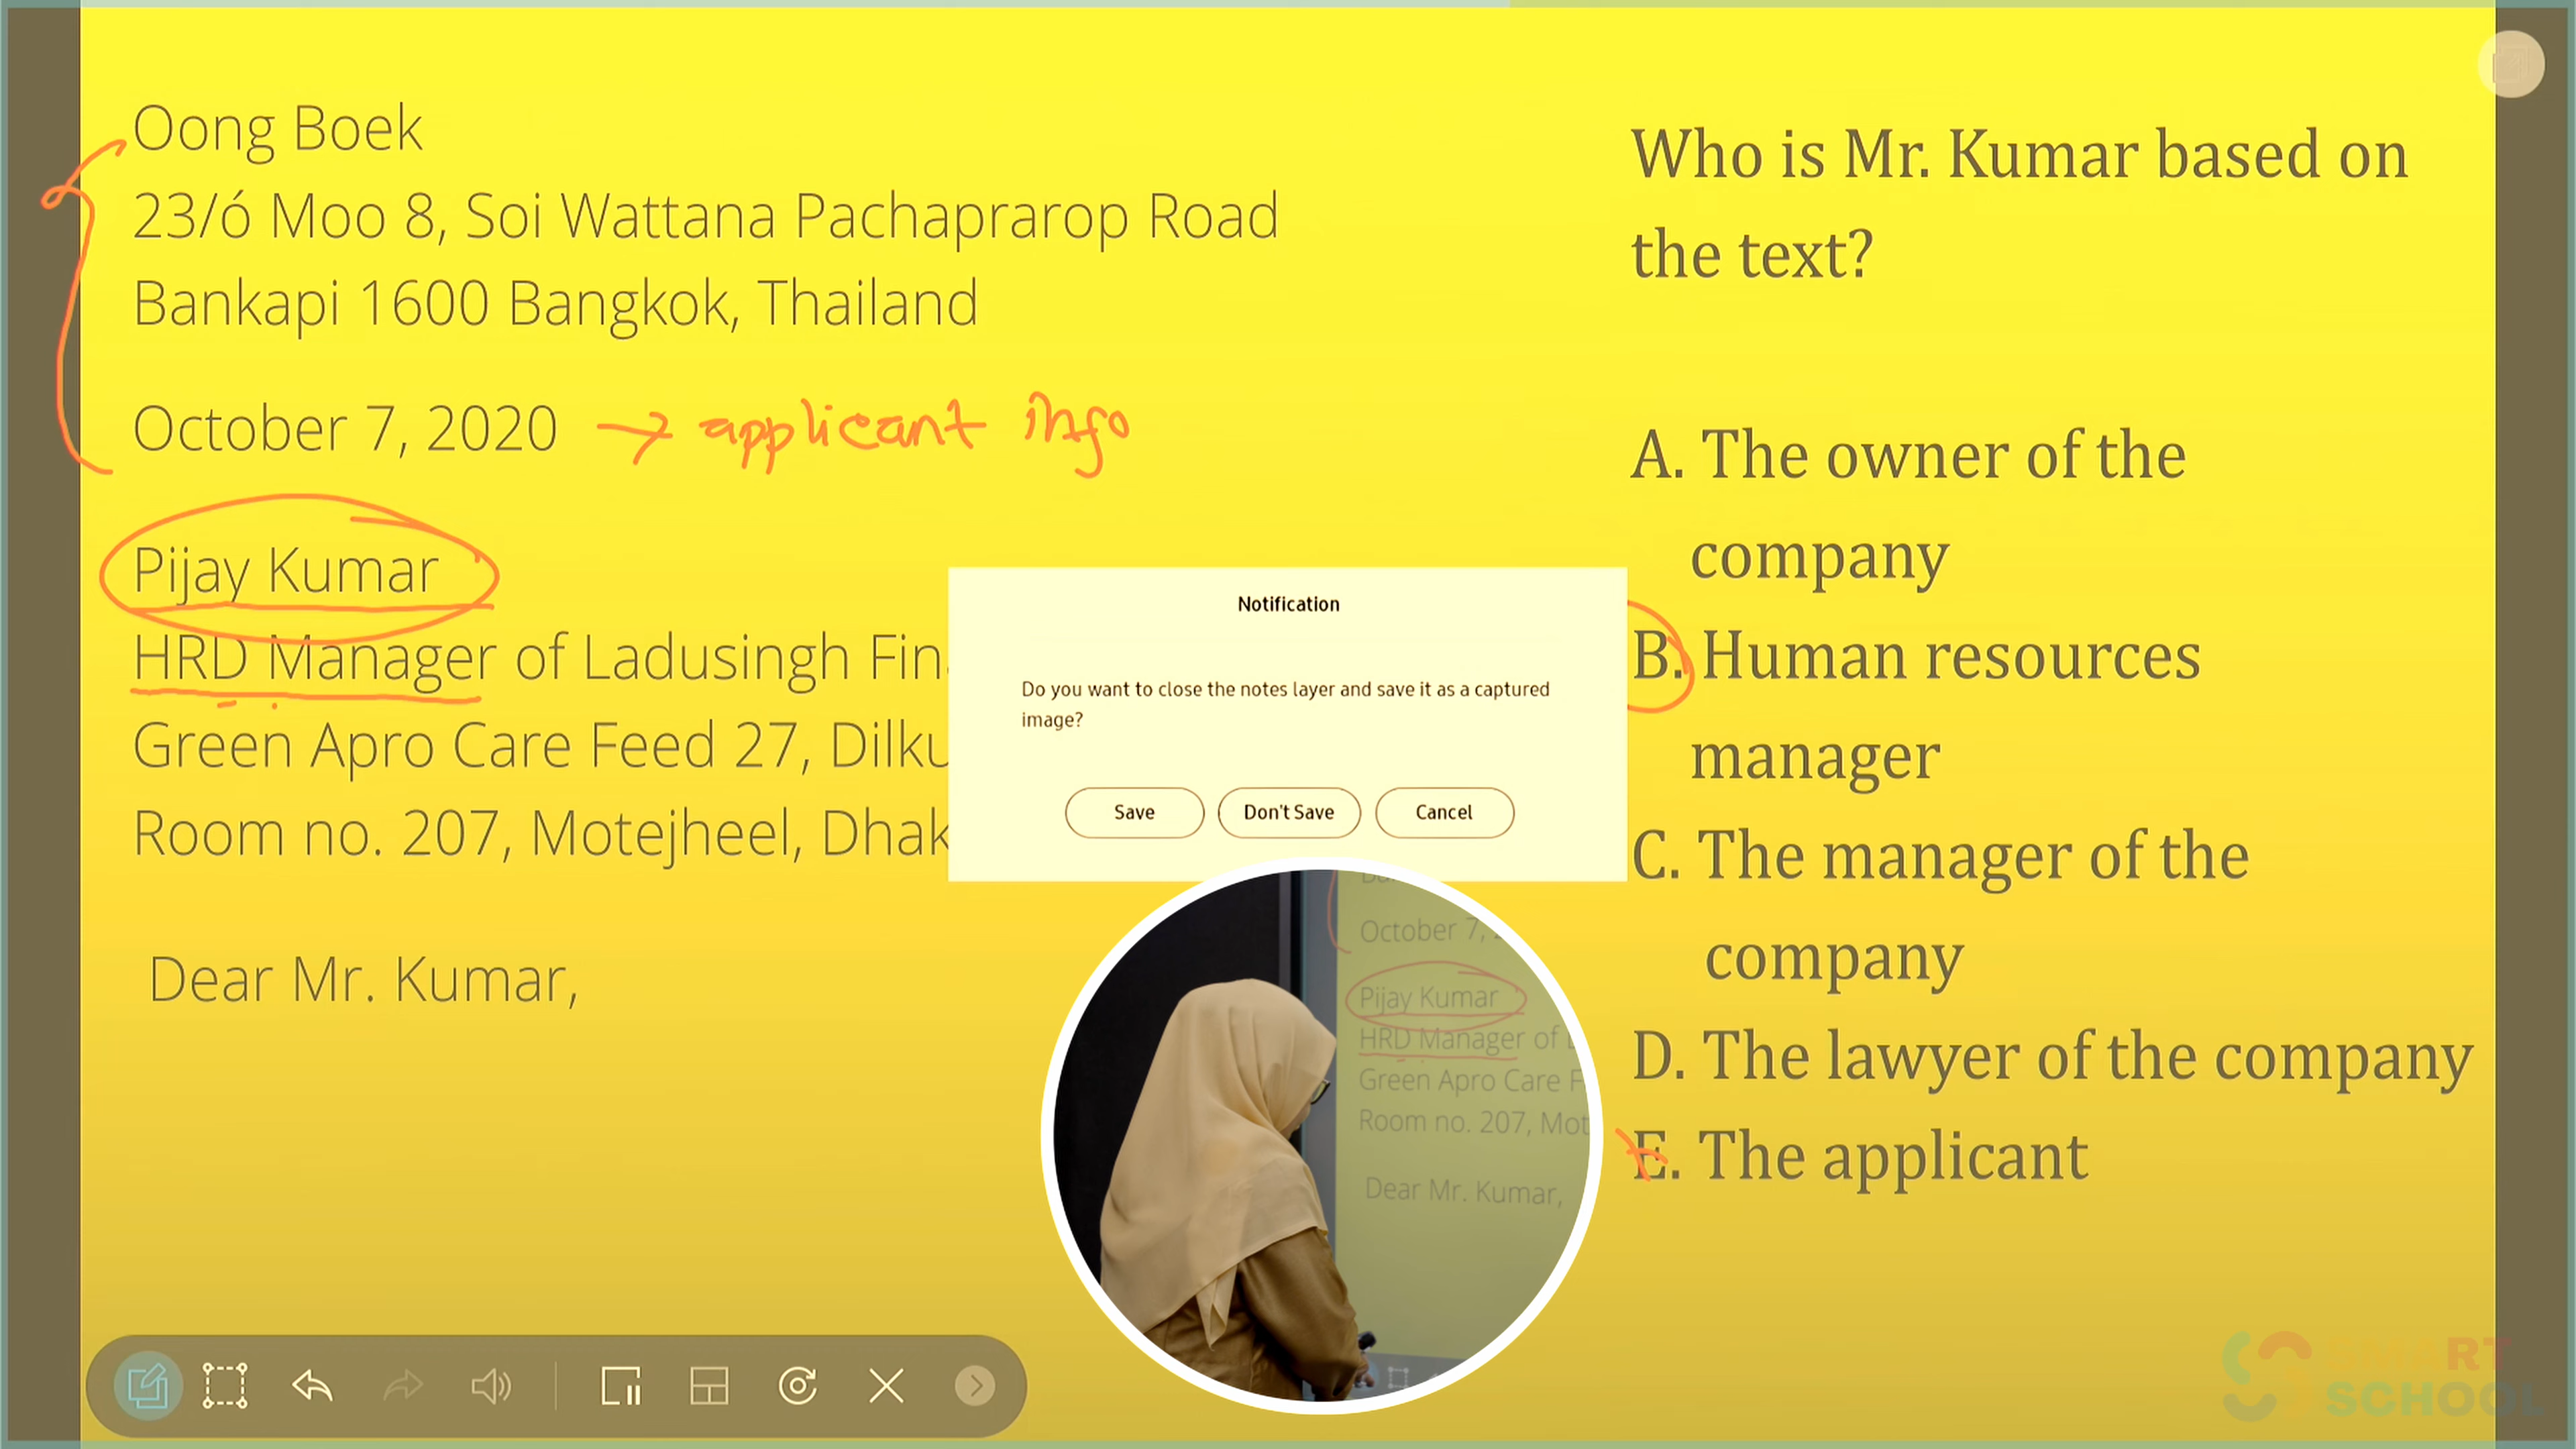 Oong Boek
23/ó Moo 8, Soi Wattana Pachaprarop Road
Bankapi 1600 Bangkok, Thailand
October 7, 2020 → applicant info
Pijay Kumar
HRD Manager of Ladusingh Fin
Green Apro Care Feed 27, Dilku
Room no. 207, Motejheel, Dhak
Dear Mr. Kumar,
Who is Mr. Kumar based on
the text?
A. The owner of the
company
B. Human resources
manager
C. The manager of the
company
D. The lawyer of the company
E. The applicant
Notification
Do you want to close the notes layer and save it as a captured
image?
Save
Don't Save
Cancel
October 7,
Pijay Kumar
HRD Manager of
Green Apro Care F
Room no. 207, Mot
Dear Mr. Kumar,
SMART
SCHOOL